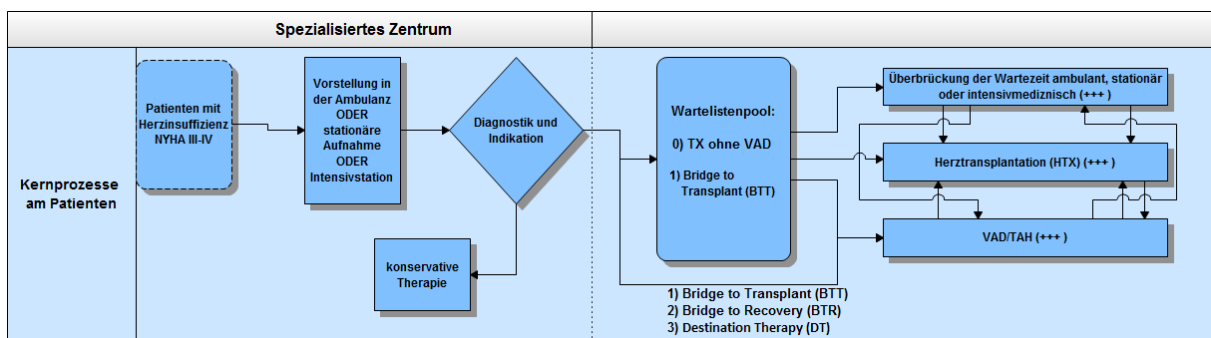 Spezialisiertes Zentrum
Kernprozesse
am Patienten
Patienten mit
Herzinsuffizienz
NYHA III-IV
Vorstellung in
der Ambulanz
ODER
stationäre
Aufnahme
ODER
Intensivstation
Diagnostik und
Indikation
konservative
Therapie
Wartelistenpool:
0) TX ohne VAD
1) Bridge to
Transplant (BTT)
1) Bridge to Transplant (BTT)
2) Bridge to Recovery (BTR)
3) Destination Therapy (DT)
Überbrückung der Wartezeit ambulant, stationär
oder intensivmediznisch (+++ )
Herztransplantation (HTX) (+++ )
VAD/TAH (+++ )